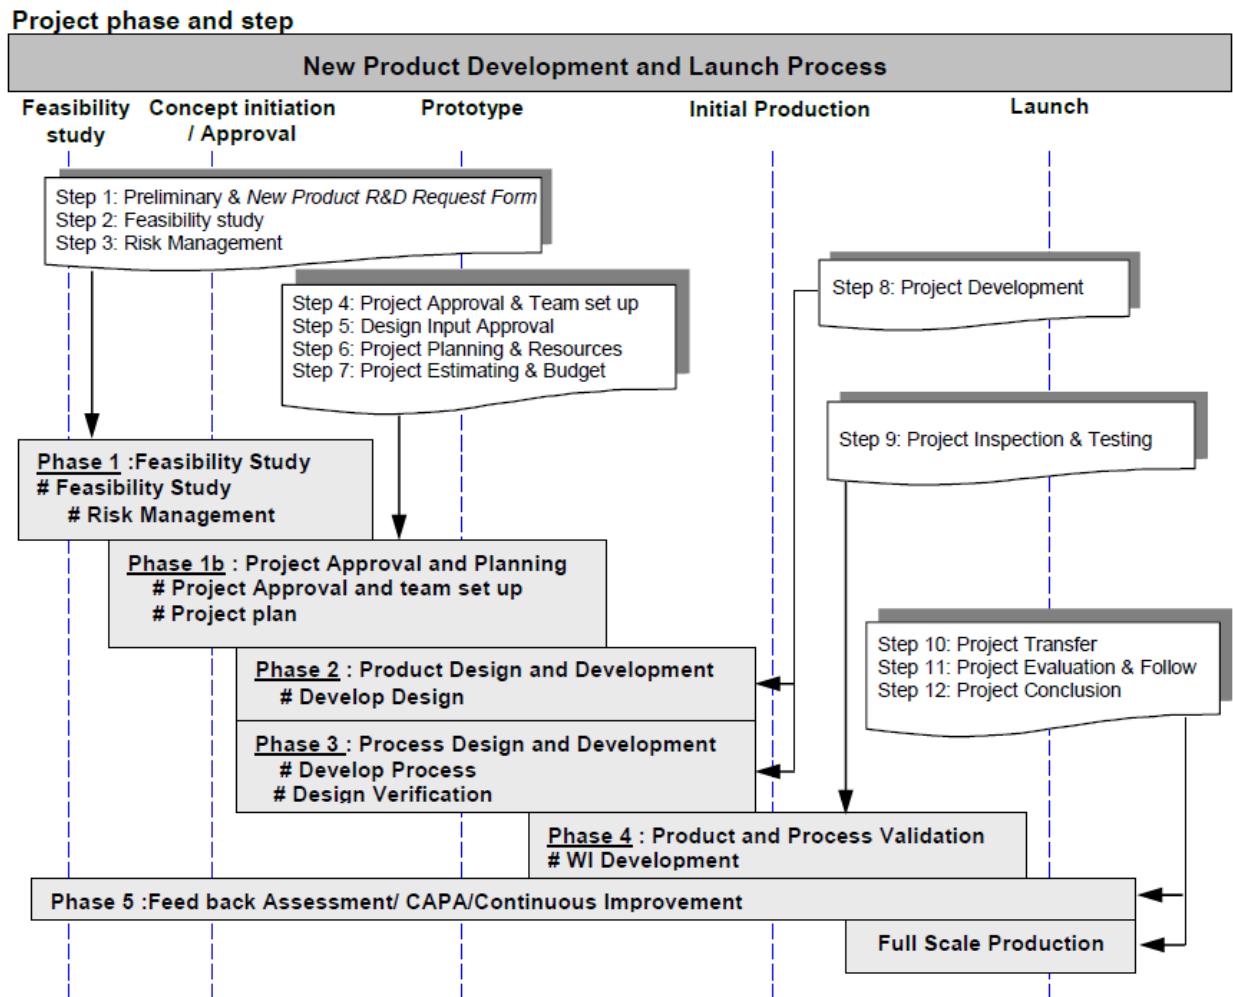 Project phase and step
New Product Development and Launch Process
Feasibility
study
Concept initiation
/ Approval
Prototype
Initial Production
Launch
Step 1: Preliminary & New Product R&D Request Form
Step 2: Feasibility study
Step 3: Risk Management
Step 4: Project Approval & Team set up
Step 5: Design Input Approval
Step 6: Project Planning & Resources
Step 7: Project Estimating & Budget
Step 8: Project Development
Step 9: Project Inspection & Testing
Phase 1 :Feasibility Study
# Feasibility Study
# Risk Management
Phase 1b : Project Approval and Planning
# Project Approval and team set up
# Project plan
Step 10: Project Transfer
Step 11: Project Evaluation & Follow
Step 12: Project Conclusion
Phase 2 : Product Design and Development
# Develop Design
Phase 3 : Process Design and Development
# Develop Process
# Design Verification
Phase 4 : Product and Process Validation
# WI Development
Phase 5 :Feed back Assessment/ CAPA/Continuous Improvement
Full Scale Production